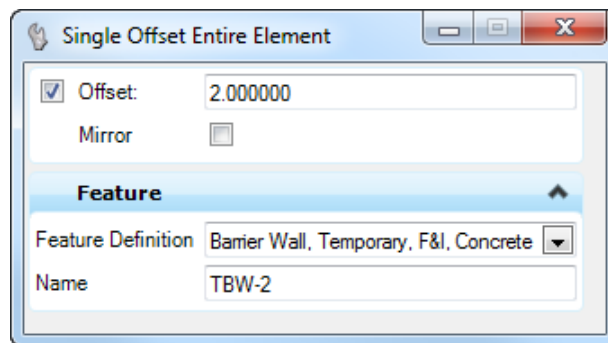 Single Offset Entire Element
Offset: 2.000000
Mirror
Feature
Feature Definition Barrier Wall, Temporary, F&I, Concrete
Name TBW-2